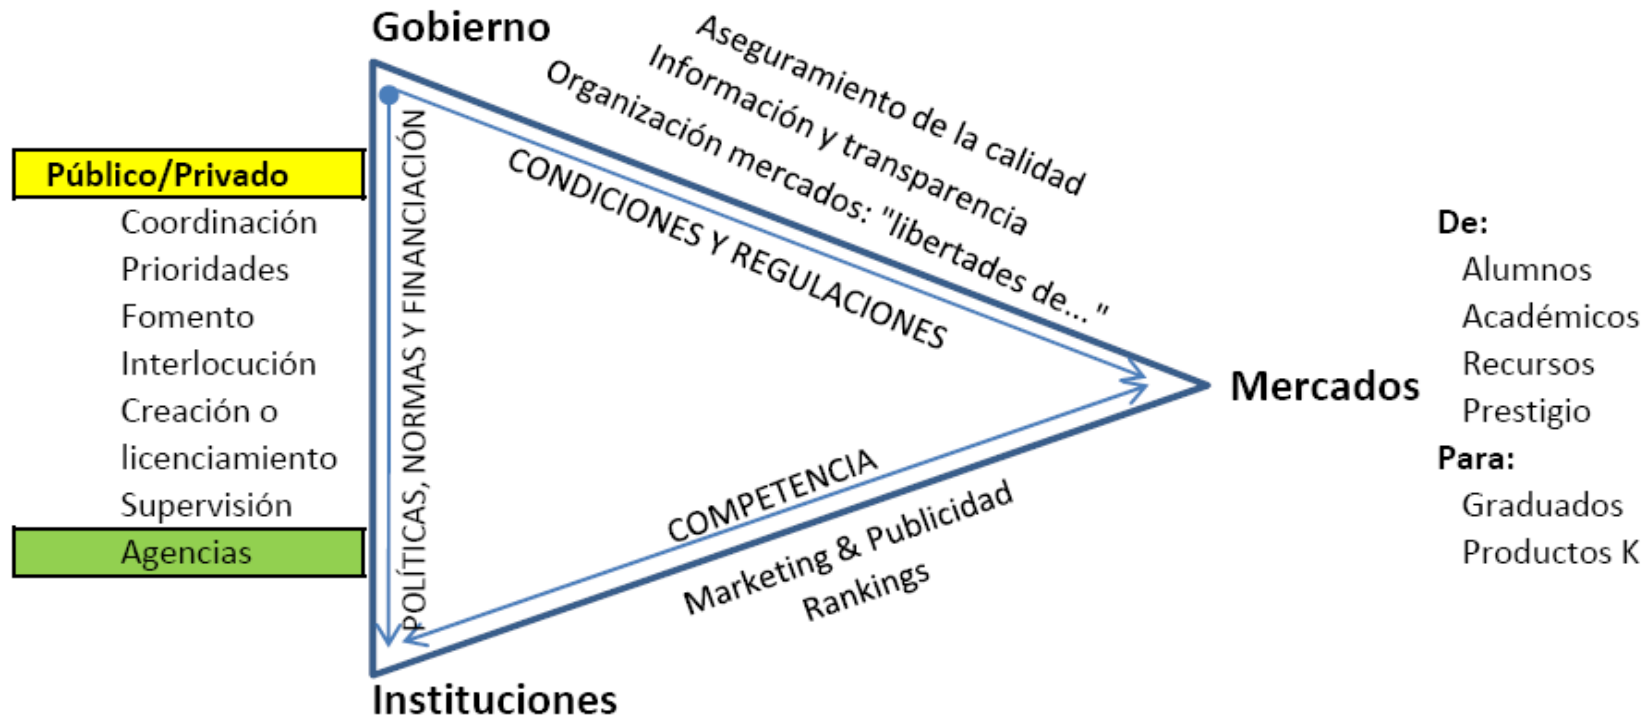 Gobierno
Público/Privado
Coordinación
Prioridades
Fomento
Interlocución
Creación o
licenciamiento
Supervisión
Agencias
POLÍTICAS, NORMAS Y FINANCIACIÓN
Aseguramiento de la calidad
Información y transparencia
Organización mercados: "libertades de..."
CONDICIONES Y REGULACIONES
COMPETENCIA
Marketing & Publicidad
Rankings
Instituciones
Mercados
De:
Alumnos
Académicos
Recursos
Prestigio
Para:
Graduados
Productos K